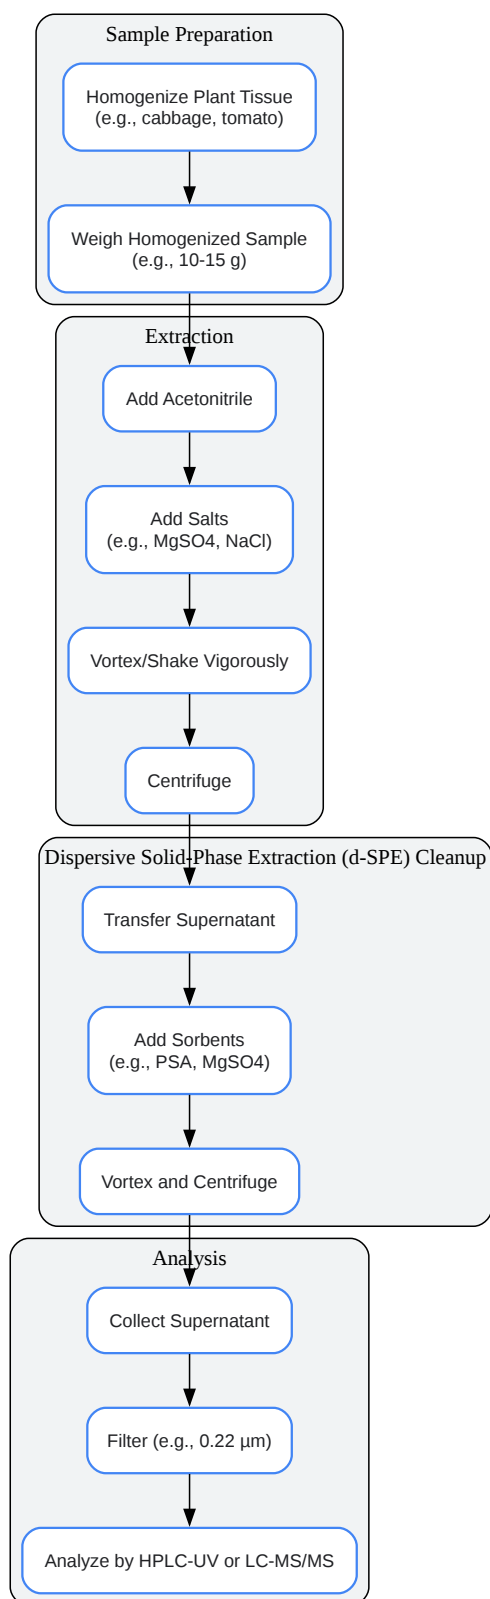 Sample Preparation
Homogenize Plant Tissue
(e.g., cabbage, tomato)
Weigh Homogenized Sample
(e.g., 10-15 g)
Extraction
Add Acetonitrile
Add Salts
(e.g., MgSO4, NaCl)
Vortex/Shake Vigorously
Centrifuge
Dispersive Solid-Phase Extraction (d-SPE) Cleanup
Transfer Supernatant
Add Sorbents
(e.g., PSA, MgSO4)
Vortex and Centrifuge
Analysis
Collect Supernatant
Filter (e.g., 0.22 µm)
Analyze by HPLC-UV or LC-MS/MS